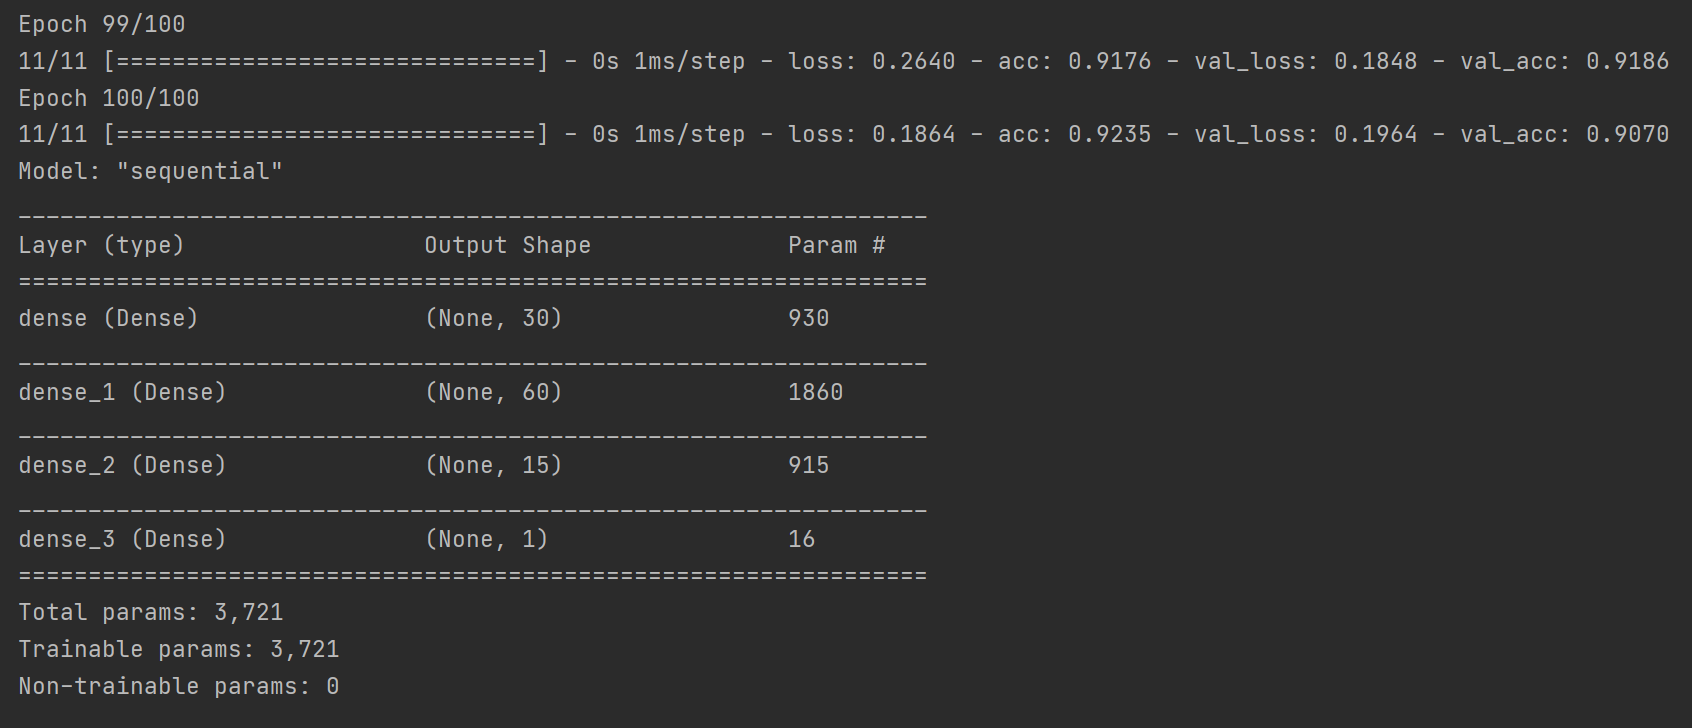 Epoch 99/100
11/11 [==============================] - 0s 1ms/step - loss: 0.2640 - acc: 0.9176 - val_loss: 0.1848 - val_acc: 0.9186
Epoch 100/100
11/11 [==============================] - 0s 1ms/step - loss: 0.1864 - acc: 0.9235 - val_loss: 0.1964 - val_acc: 0.9070
Model: "sequential"
_________________________________________________________________
Layer (type)                 Output Shape              Param #
=================================================================
dense (Dense)                (None, 30)                930
_________________________________________________________________
dense_1 (Dense)              (None, 60)                1860
_________________________________________________________________
dense_2 (Dense)              (None, 15)                915
_________________________________________________________________
dense_3 (Dense)              (None, 1)                 16
=================================================================
Total params: 3,721
Trainable params: 3,721
Non-trainable params: 0